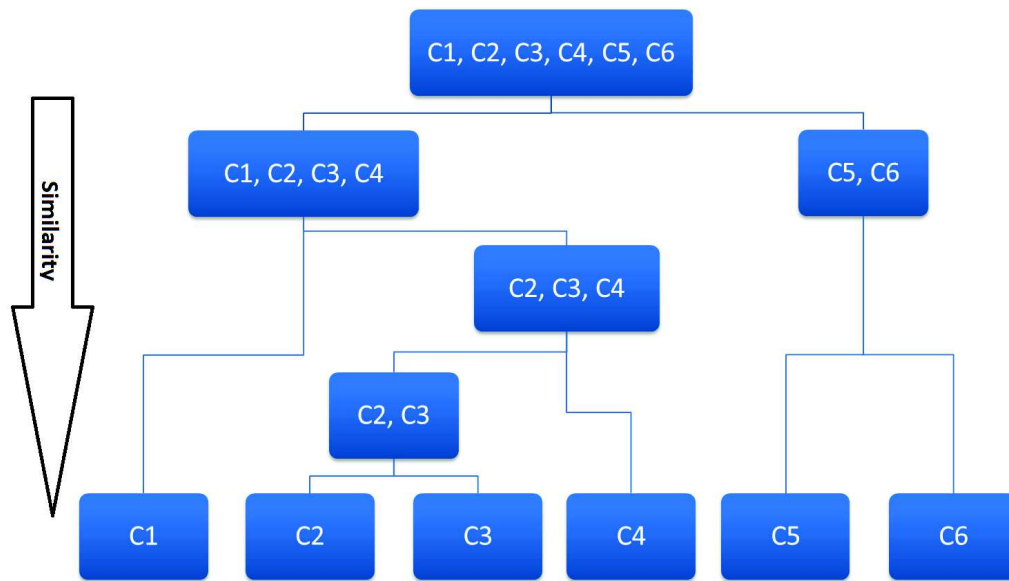 C1, C2, C3, C4, C5, C6
C1, C2, C3, C4
C5, C6
Similarity
C2, C3, C4
C2, C3
C1
C2
C3
C4
C5
C6